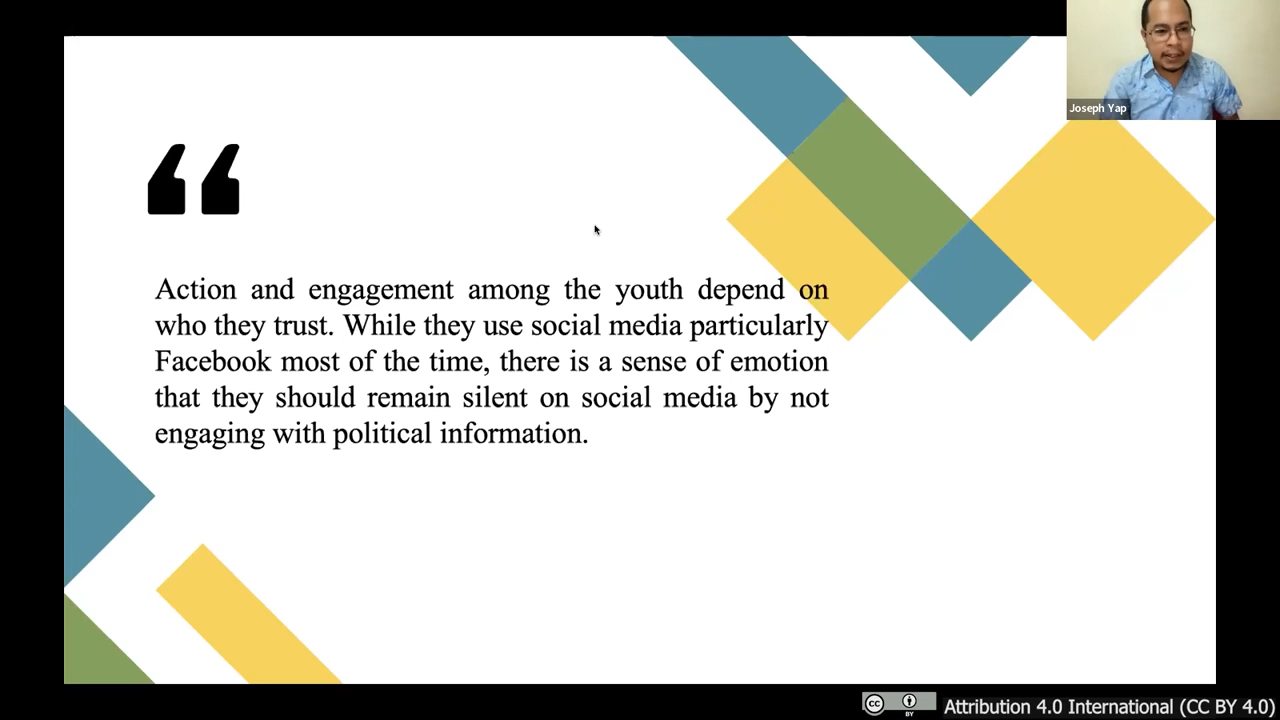 Joseph Yap
“
Action and engagement among the youth depend on
who they trust. While they use social media particularly
Facebook most of the time, there is a sense of emotion
that they should remain silent on social media by not
engaging with political information.
cc BY Attribution 4.0 International (CC BY 4.0)